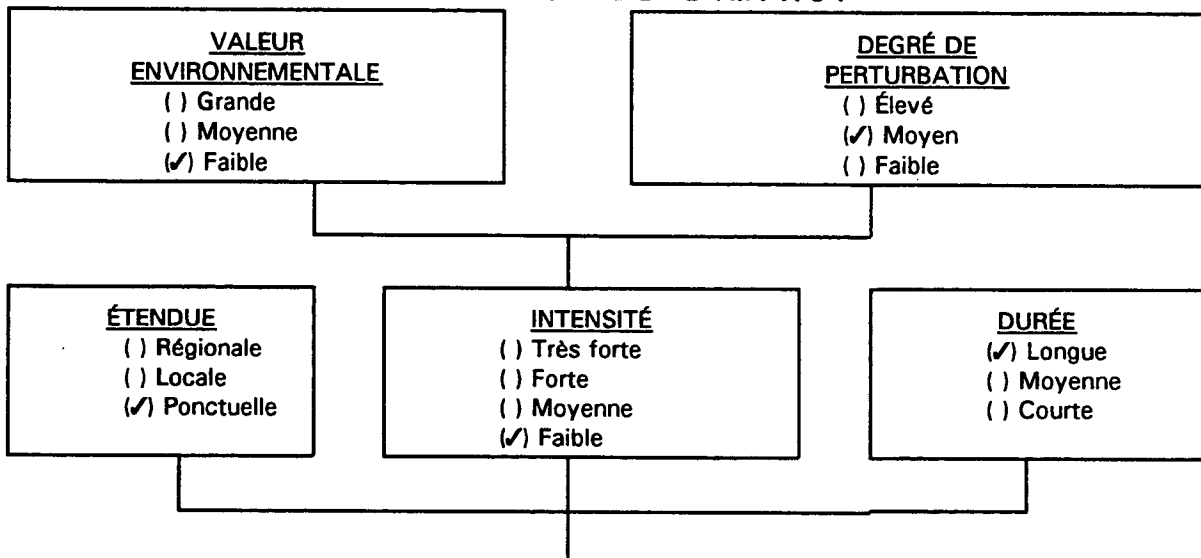 VALEUR
ENVIRONNEMENTALE
( ) Grande
( ) Moyenne
(✓) Faible
DEGRÉ DE
PERTURBATION
( ) Élevé
(✓) Moyen
( ) Faible
ÉTENDUE
( ) Régionale
( ) Locale
(✓) Ponctuelle
INTENSITÉ
( ) Très forte
( ) Forte
( ) Moyenne
(✓) Faible
DURÉE
(✓) Longue
( ) Moyenne
( ) Courte